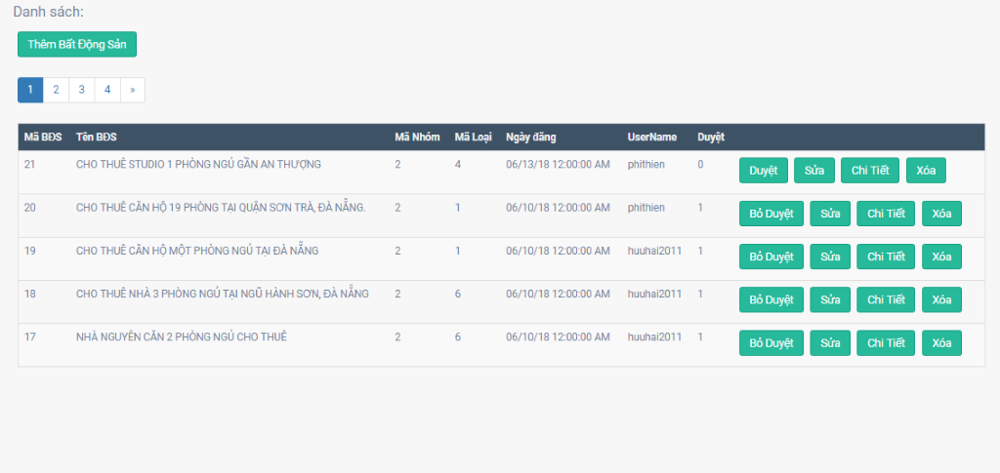 Danh sách:
Thêm Bất Động Sản
1 2 3 4 »
Mã BĐS Tên BĐS Mã Nhóm Mã Loại Ngày đăng UserName Duyệt
21 CHO THUÊ STUDIO 1 PHÒNG NGỦ GẦN AN THƯỢNG 2 4 06/13/18 12:00:00 AM phithien 0 Duyệt Sửa Chi Tiết Xóa
20 CHO THUÊ CĂN HỘ 19 PHÒNG TẠI QUẬN SƠN TRÀ, ĐÀ NẴNG. 2 1 06/10/18 12:00:00 AM phithien 1 Bỏ Duyệt Sửa Chi Tiết Xóa
19 CHO THUÊ CĂN HỘ MỘT PHÒNG NGỦ TẠI ĐÀ NẴNG 2 1 06/10/18 12:00:00 AM huuhai2011 1 Bỏ Duyệt Sửa Chi Tiết Xóa
18 CHO THUÊ NHÀ 3 PHÒNG NGỦ TẠI NGŨ HÀNH SƠN, ĐÀ NẴNG 2 6 06/10/18 12:00:00 AM huuhai2011 1 Bỏ Duyệt Sửa Chi Tiết Xóa
17 NHÀ NGUYÊN CĂN 2 PHÒNG NGỦ CHO THUÊ 2 6 06/10/18 12:00:00 AM huuhai2011 1 Bỏ Duyệt Sửa Chi Tiết Xóa